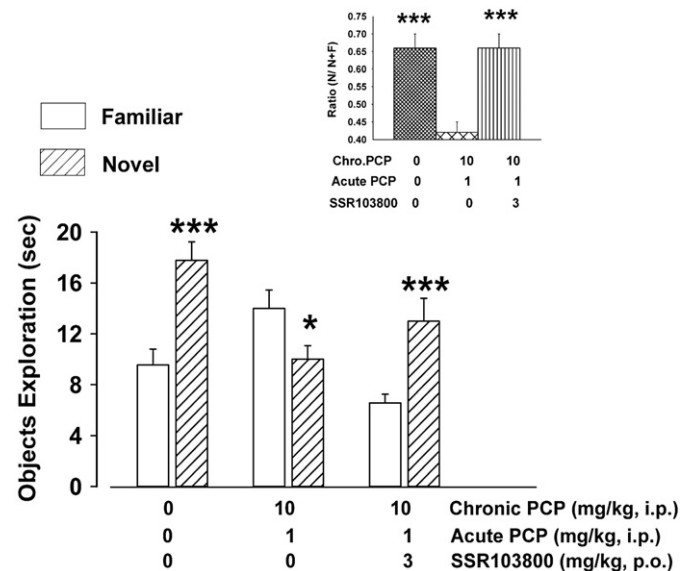 ***
***
0.75
0.70
0.65
0.60
0.55
0.50
0.45
0.40
Ratio (N/ N+F)
Chro.PCP 0 10 10
Acute PCP 0 1 1
SSR103800 0 0 3
Familiar
Novel
Objects Exploration (sec)
20
16
12
8
4
0
***
*
***
0 10 10 Chronic PCP (mg/kg, i.p.)
0 1 1 Acute PCP (mg/kg, i.p.)
0 0 3 SSR103800 (mg/kg, p.o.)